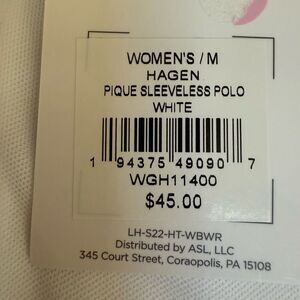 WOMEN'S / M
HAGEN
PIQUE SLEEVELESS POLO
WHITE
1 94375 49090 7
WGH11400
$45.00
LH-S22-HT-WBWR
Distributed by ASL, LLC
345 Court Street, Coraopolis, PA 15108